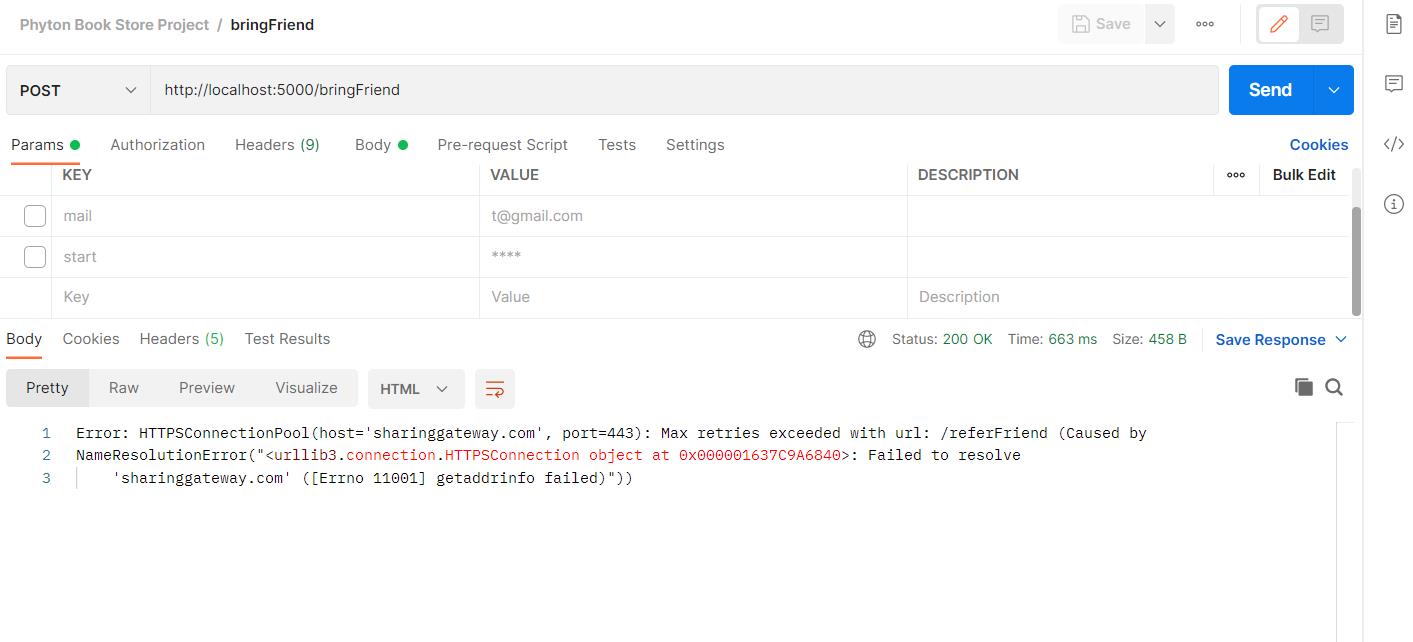 Phyton Book Store Project / bringFriend
Save
POST http://localhost:5000/bringFriend Send
Params Authorization Headers (9) Body Pre-request Script Tests Settings Cookies
KEY VALUE DESCRIPTION Bulk Edit
mail t@gmail.com
start ****
Key Value Description
Body Cookies Headers (5) Test Results Status: 200 OK Time: 663 ms Size: 458 B Save Response
Pretty Raw Preview Visualize HTML
1 Error: HTTPSConnectionPool(host='sharinggateway.com', port=443): Max retries exceeded with url: /referFriend (Caused by
2 NameResolutionError("<urllib3.connection.HTTPSConnection object at 0x000001637C9A6840>: Failed to resolve
3 'sharinggateway.com' ([Errno 11001] getaddrinfo failed)"))